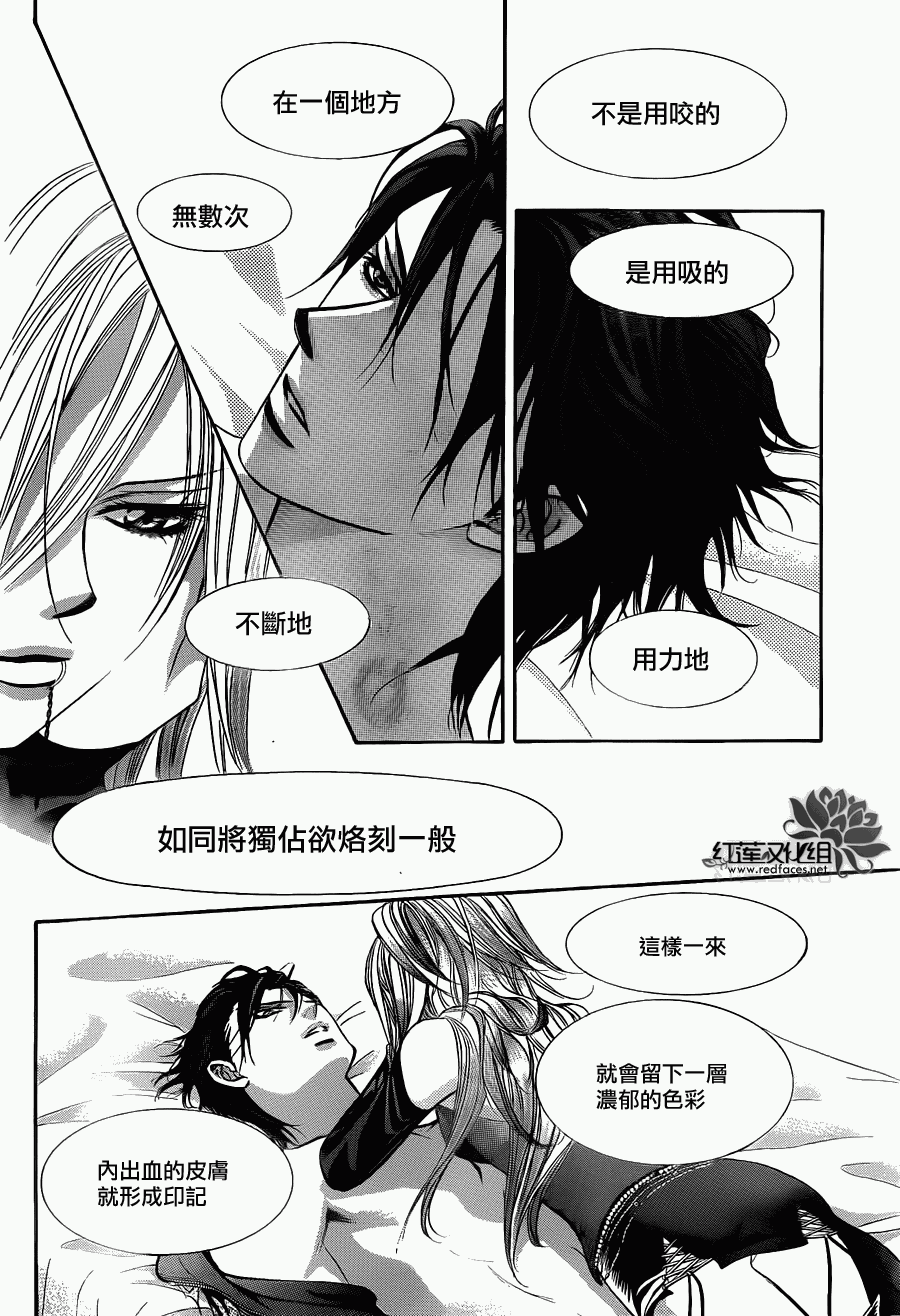 不是用咬的
是用吸的
用力地
在一個地方
無數次
不斷地
如同將獨佔欲烙刻一般
紅蓮文化組
www.redfaces.net
這樣一來
就會留下一層
濃郁的色彩
內出血的皮膚
就形成印記